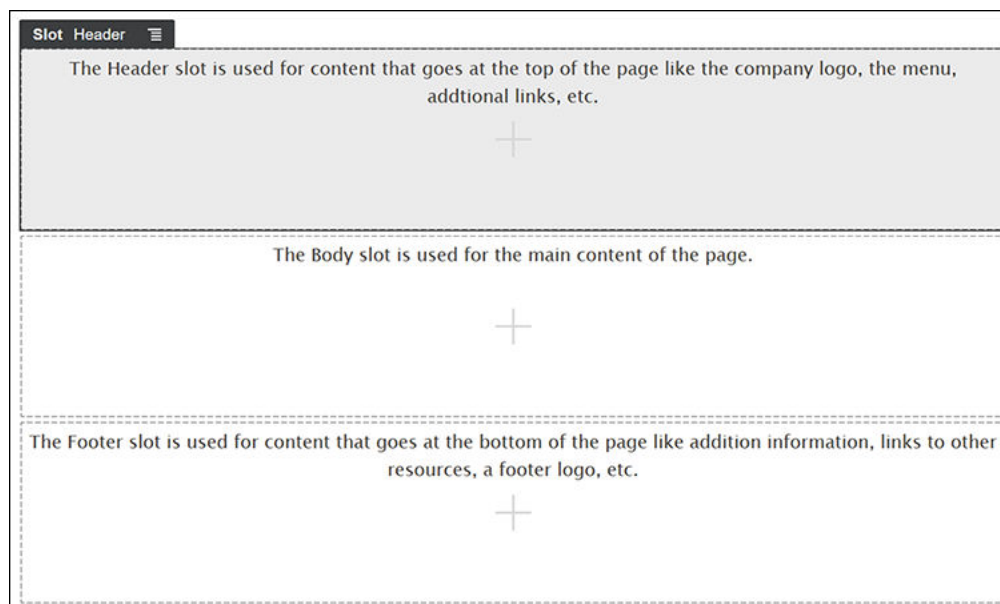 Slot Header
The Header slot is used for content that goes at the top of the page like the company logo, the menu,
addtional links, etc.
The Body slot is used for the main content of the page.
The Footer slot is used for content that goes at the bottom of the page like addition information, links to other
resources, a footer logo, etc.